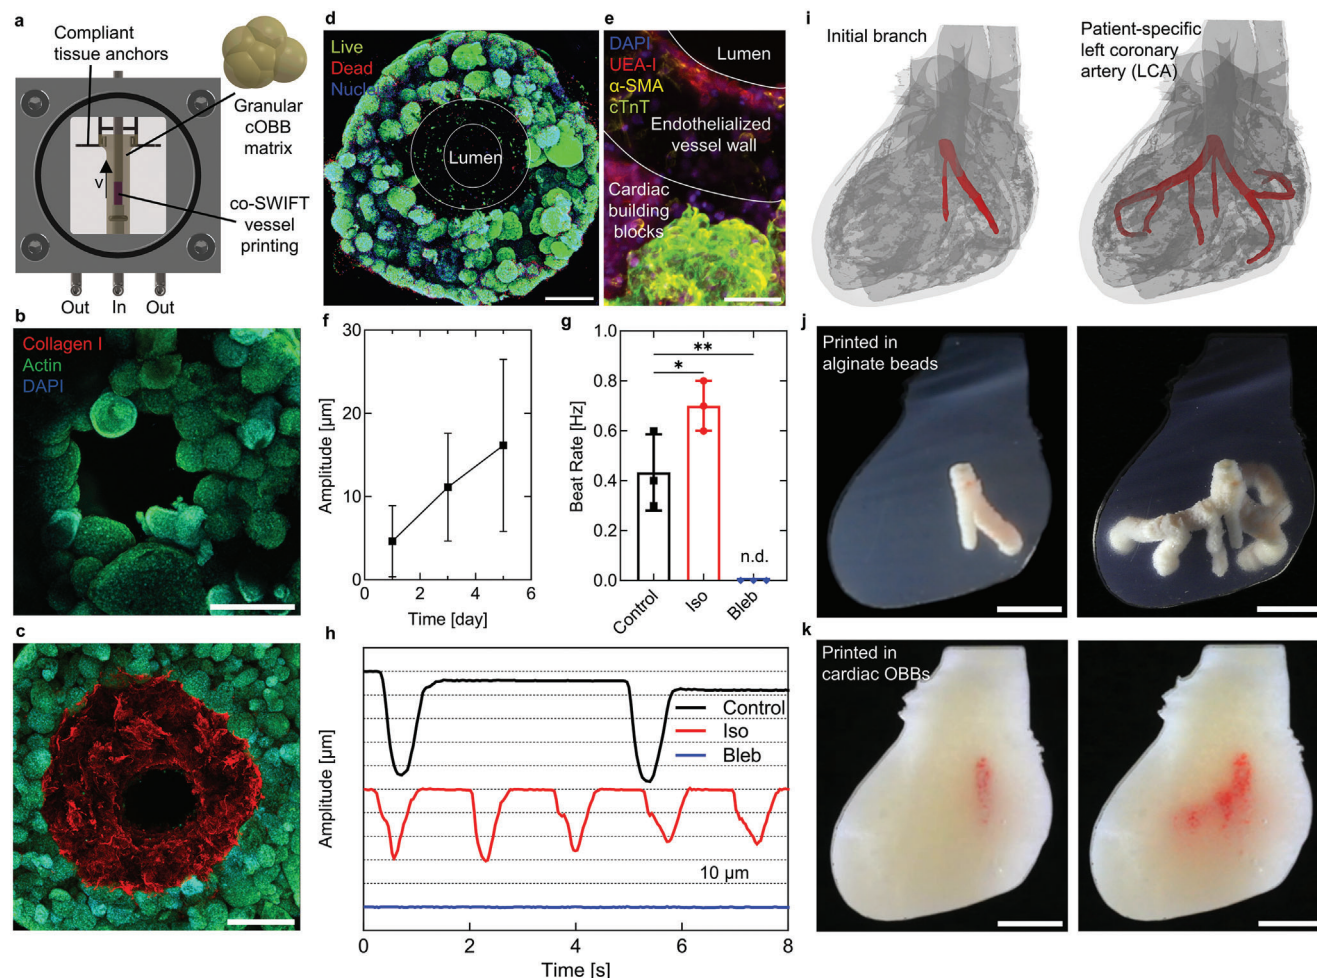 a
Compliant
tissue anchors
Granular
cOBB
matrix
v
co-SWIFT
vessel
printing
Out
In
Out
b
Collagen I
Actin
DAPI
c
d
Live
Dead
Nuclei
Lumen
e
DAPI
UEA-I
α-SMA
cTnT
Lumen
Endothelialized
vessel wall
Cardiac
building
blocks
f
Amplitude [µm]
30
20
10
0
0
2
4
6
Time [day]
g
Beat Rate [Hz]
1.0
0.8
0.6
0.4
0.2
0.0
**
*
n.d.
Control
Iso
Bleb
h
Amplitude [µm]
Control
Iso
Bleb
10 µm
0
2
4
6
8
Time [s]
i
Initial branch
Patient-specific
left coronary
artery (LCA)
j
Printed in
alginate beads
k
Printed in
cardiac OBBs